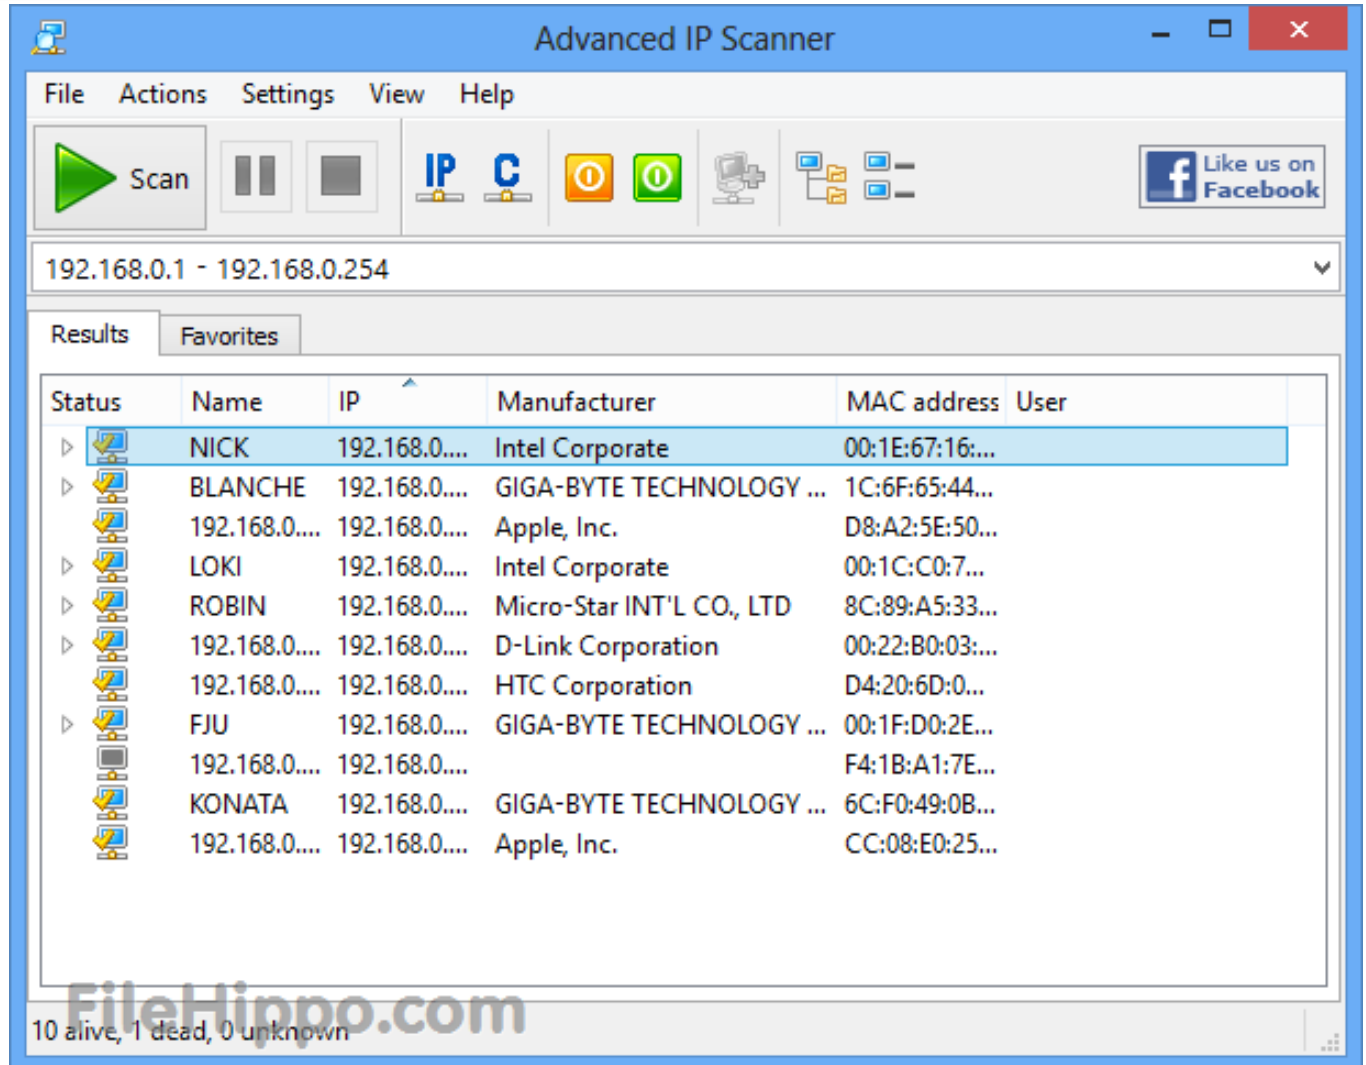 Advanced IP Scanner
File Actions Settings View Help
Scan IP C Like us on Facebook
192.168.0.1 - 192.168.0.254
Results Favorites
Status Name IP Manufacturer MAC address User
NICK 192.168.0.... Intel Corporate 00:1E:67:16:...
BLANCHE 192.168.0.... GIGA-BYTE TECHNOLOGY ... 1C:6F:65:44...
192.168.0.... 192.168.0.... Apple, Inc. D8:A2:5E:50...
LOKI 192.168.0.... Intel Corporate 00:1C:C0:7...
ROBIN 192.168.0.... Micro-Star INT'L CO., LTD 8C:89:A5:33...
192.168.0.... 192.168.0.... D-Link Corporation 00:22:B0:03:...
192.168.0.... 192.168.0.... HTC Corporation D4:20:6D:0...
FJU 192.168.0.... GIGA-BYTE TECHNOLOGY ... 00:1F:D0:2E...
192.168.0.... 192.168.0.... F4:1B:A1:7E...
KONATA 192.168.0.... GIGA-BYTE TECHNOLOGY ... 6C:F0:49:0B...
192.168.0.... 192.168.0.... Apple, Inc. CC:08:E0:25...
FileHippo.com
10 alive, 1 dead, 0 unknown